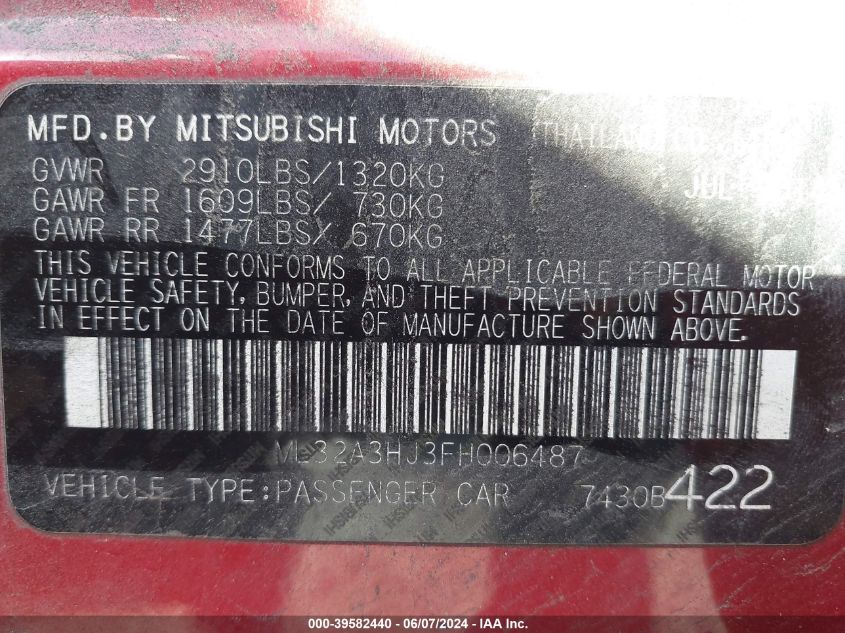 MFD.BY MITSUBISHI MOTORS (THAILAND)
GVWR 2910LBS/1320KG JUL
GAWR FR 1609LBS/ 730KG
GAWR RR 1477LBS/ 670KG
THIS VEHICLE CONFORMS TO ALL APPLICABLE FEDERAL MOTOR
VEHICLE SAFETY, BUMPER, AND THEFT PREVENTION STANDARDS
IN EFFECT ON THE DATE OF MANUFACTURE SHOWN ABOVE.
ML32A3HJ3FH006487
VEHICLE TYPE:PASSENGER CAR 7430B422
000-39582440 - 06/07/2024 - IAA Inc.